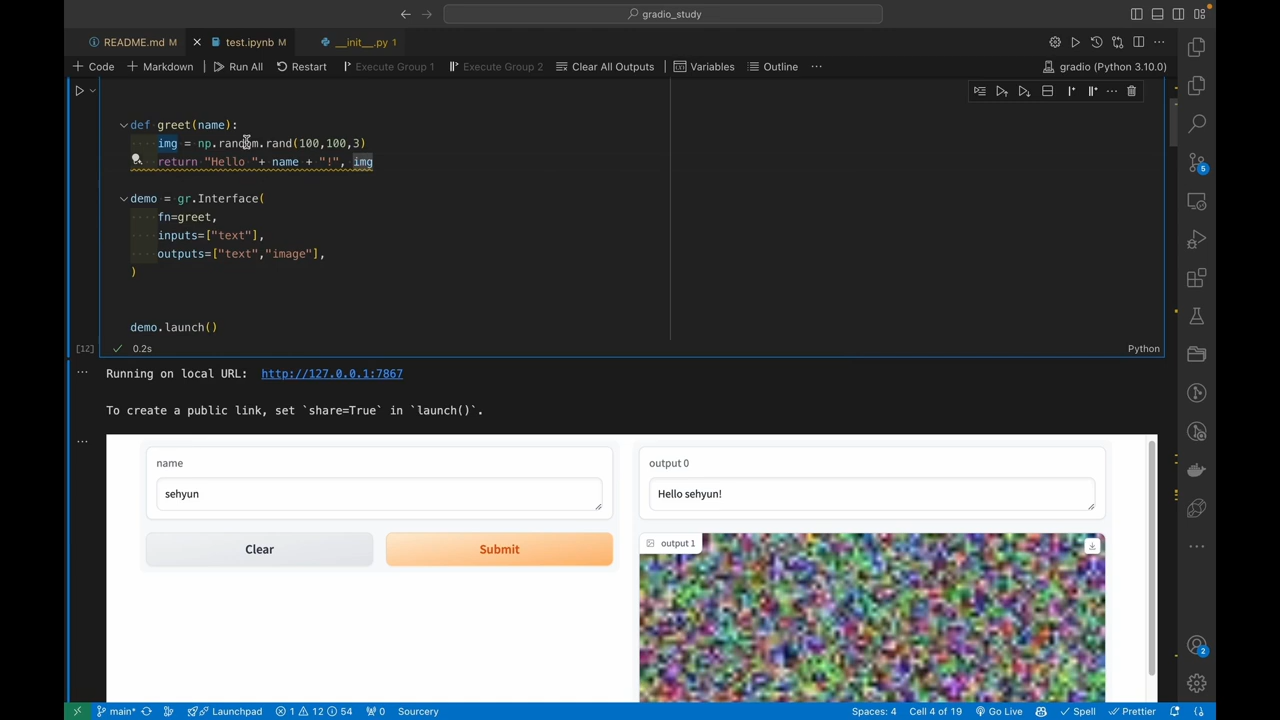 gradio_study
README.md M
test.ipynb M
__init__.py 1
Code
Markdown
Run All
Restart
Execute Group 1
Execute Group 2
Clear All Outputs
Variables
Outline
gradio (Python 3.10.0)
def greet(name):
img = np.random.rand(100,100,3)
return "Hello "+ name + "!", img
demo = gr.Interface(
fn=greet,
inputs=["text"],
outputs=["text","image"],
)
demo.launch()
[12]
0.2s
Python
Running on local URL: http://127.0.0.1:7867
To create a public link, set `share=True` in `launch()`.
name
sehyun
Clear
Submit
output 0
Hello sehyun!
output 1
5
2
main*
Launchpad
1
12
54
0
Sourcery
Spaces: 4
Cell 4 of 19
Go Live
Spell
Prettier